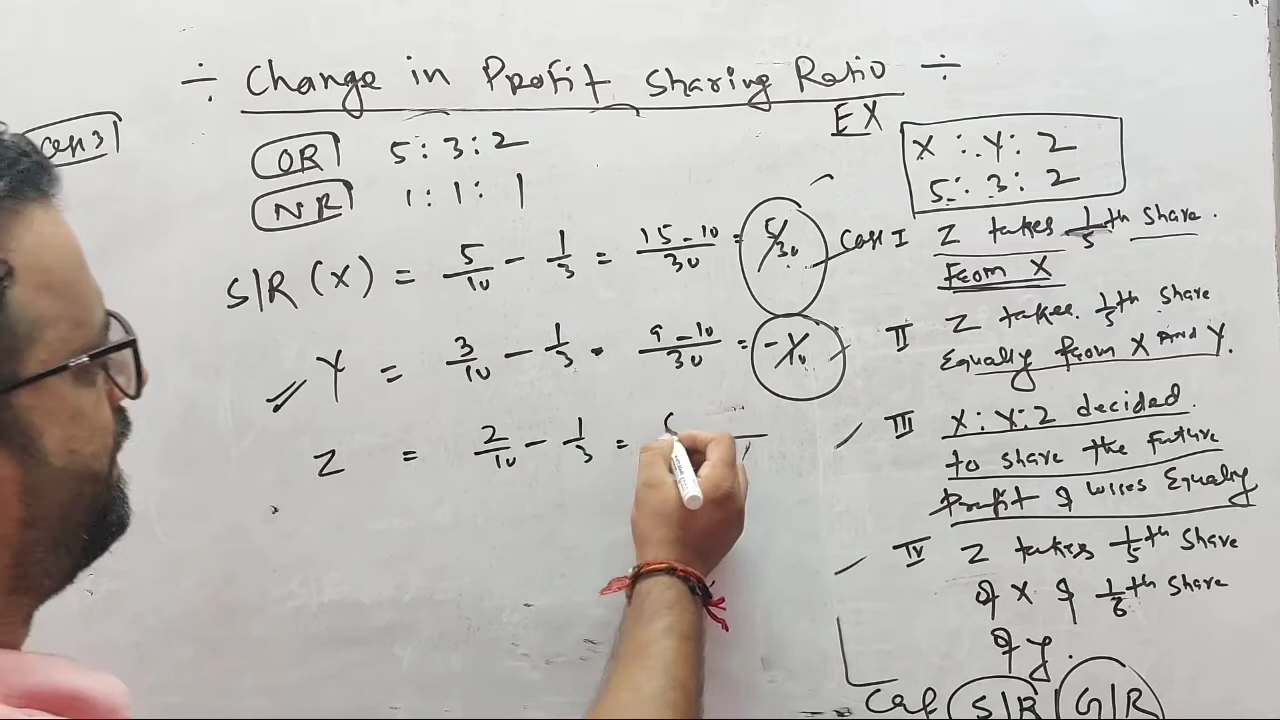 ÷ Change in Profit Sharing Ratio ÷
OR 5 : 3 : 2
NR 1 : 1 : 1
S/R (X) = 5/10 - 1/3 = 15-10/30 = 5/30
Y = 3/10 - 1/3 = 9-10/30 = -1/30
Z = 2/10 - 1/3 =
EX
X : Y : Z
5 : 3 : 2
Case I Z takes 1/5th Share.
From X
II Z takes 1/5th Share
Equally from X and Y.
III X : Y : Z decided.
to share the Future
Profit & Equally
IV Z takes 1/5th Share
of X & 1/6th Share
of Y.
Cal S/R / G/R